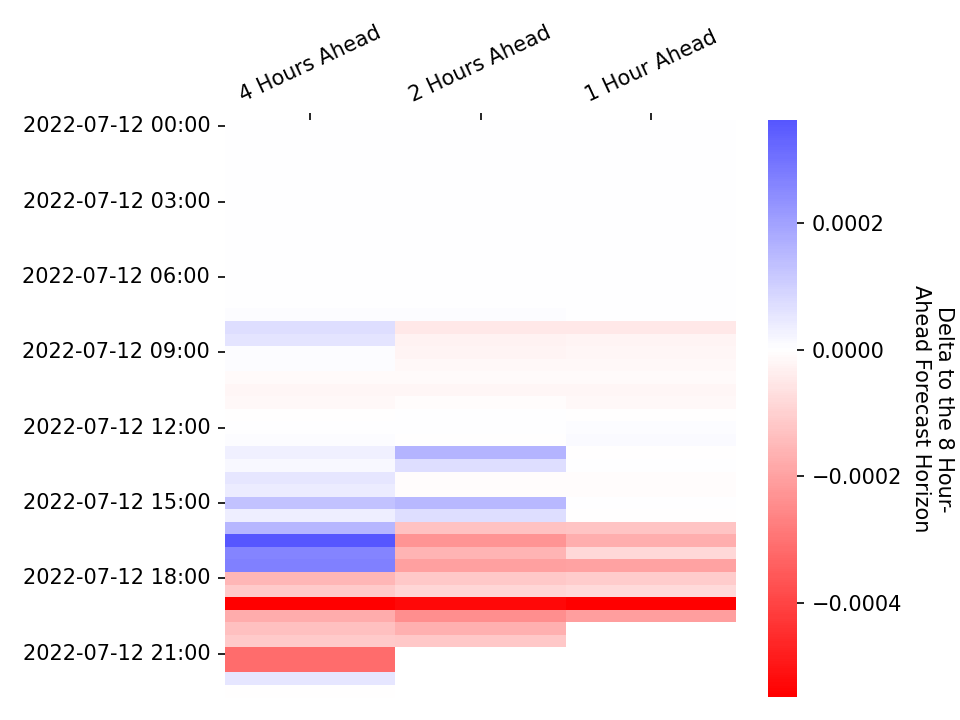 4 Hours Ahead
2 Hours Ahead
1 Hour Ahead
2022-07-12 00:00
2022-07-12 03:00
2022-07-12 06:00
2022-07-12 09:00
2022-07-12 12:00
2022-07-12 15:00
2022-07-12 18:00
2022-07-12 21:00
0.0002
0.0000
−0.0002
−0.0004
Delta to the 8 Hour-
Ahead Forecast Horizon